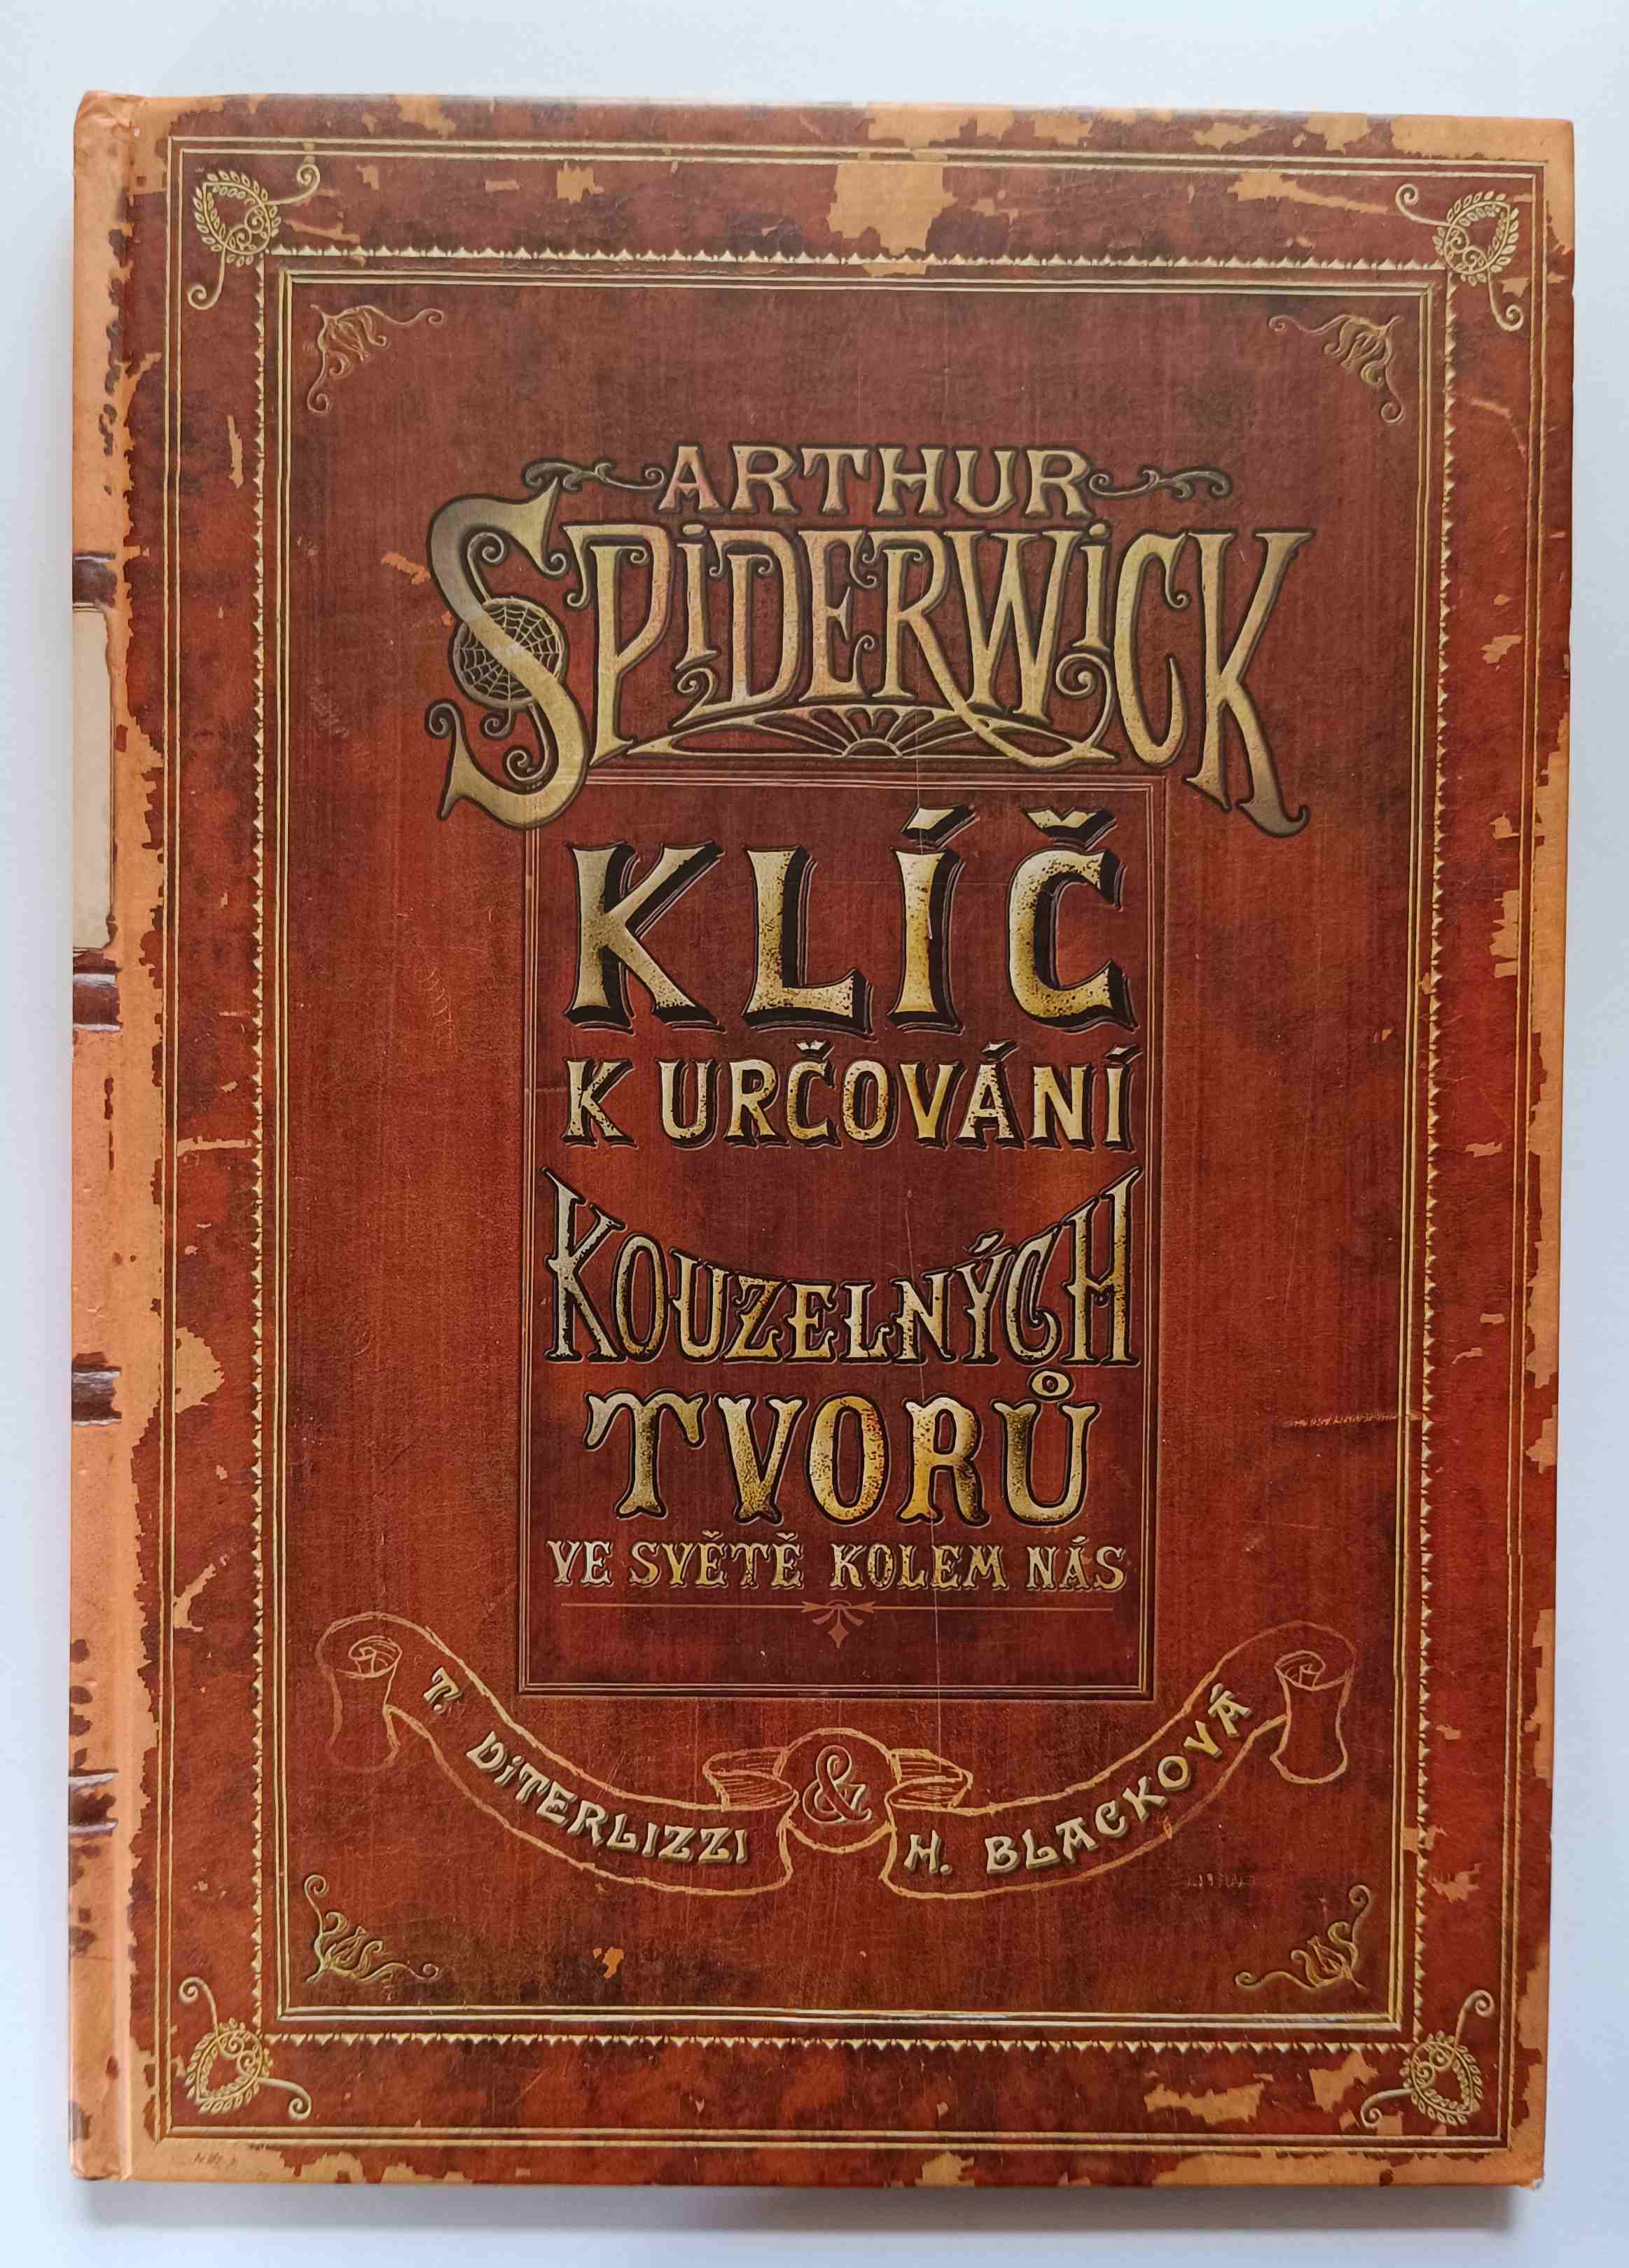 ARTHUR
SPiDERWiCK
KLÍČ
K URČOVÁNÍ
KOUZELNÝCH
TVORŮ
VE SVĚTĚ KOLEM NÁS
T. DiTERLIZZI & H. BLACKOVÁ